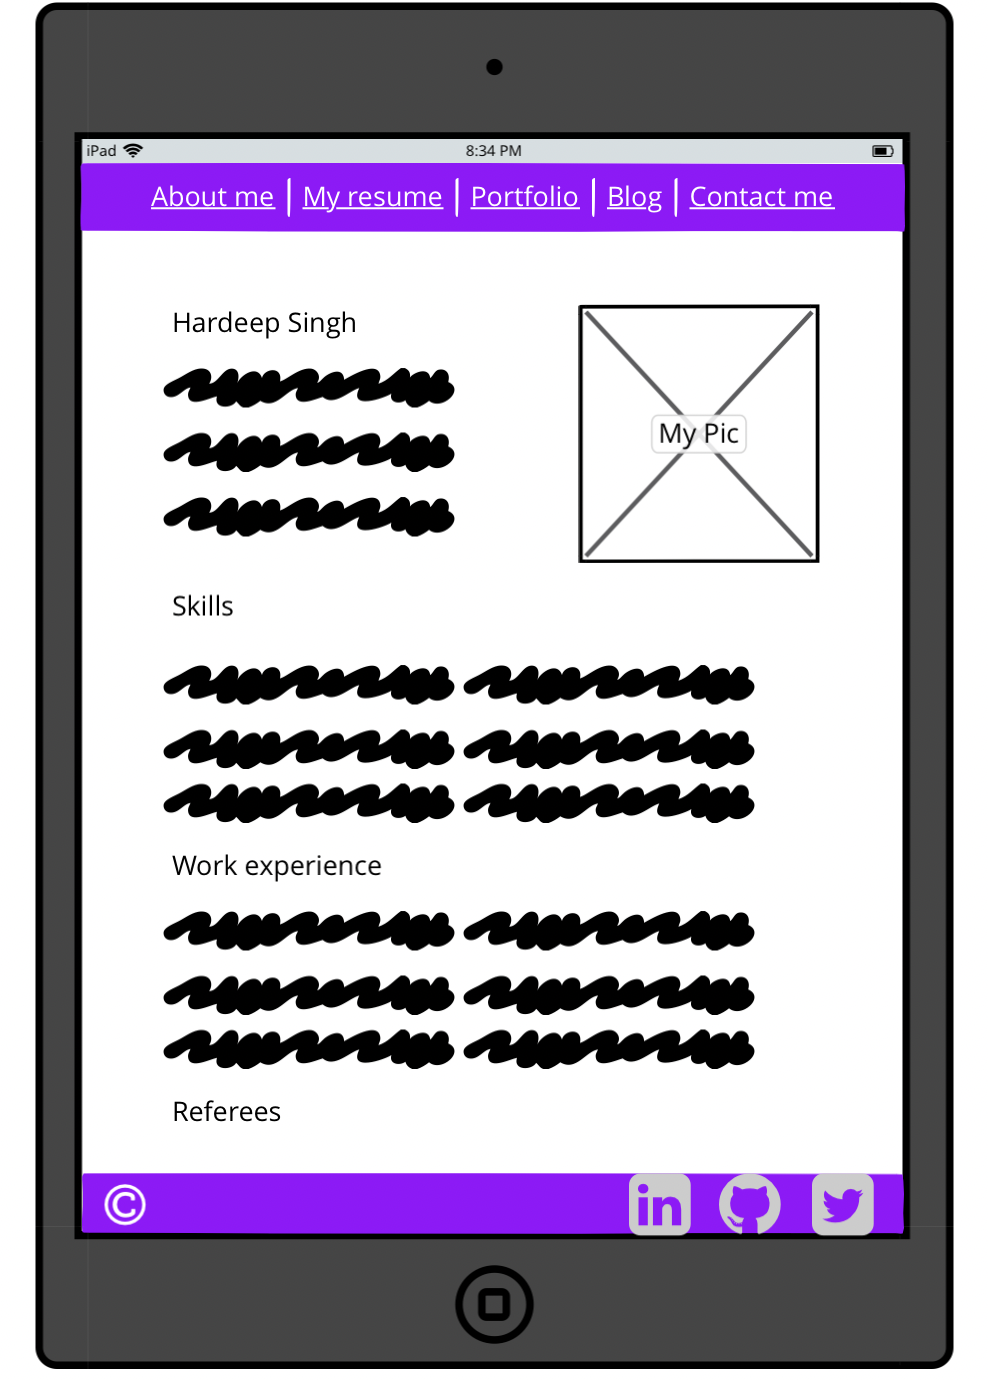 iPad 8:34 PM
About me | My resume | Portfolio | Blog | Contact me
Hardeep Singh
My Pic
Skills
Work experience
Referees
© in